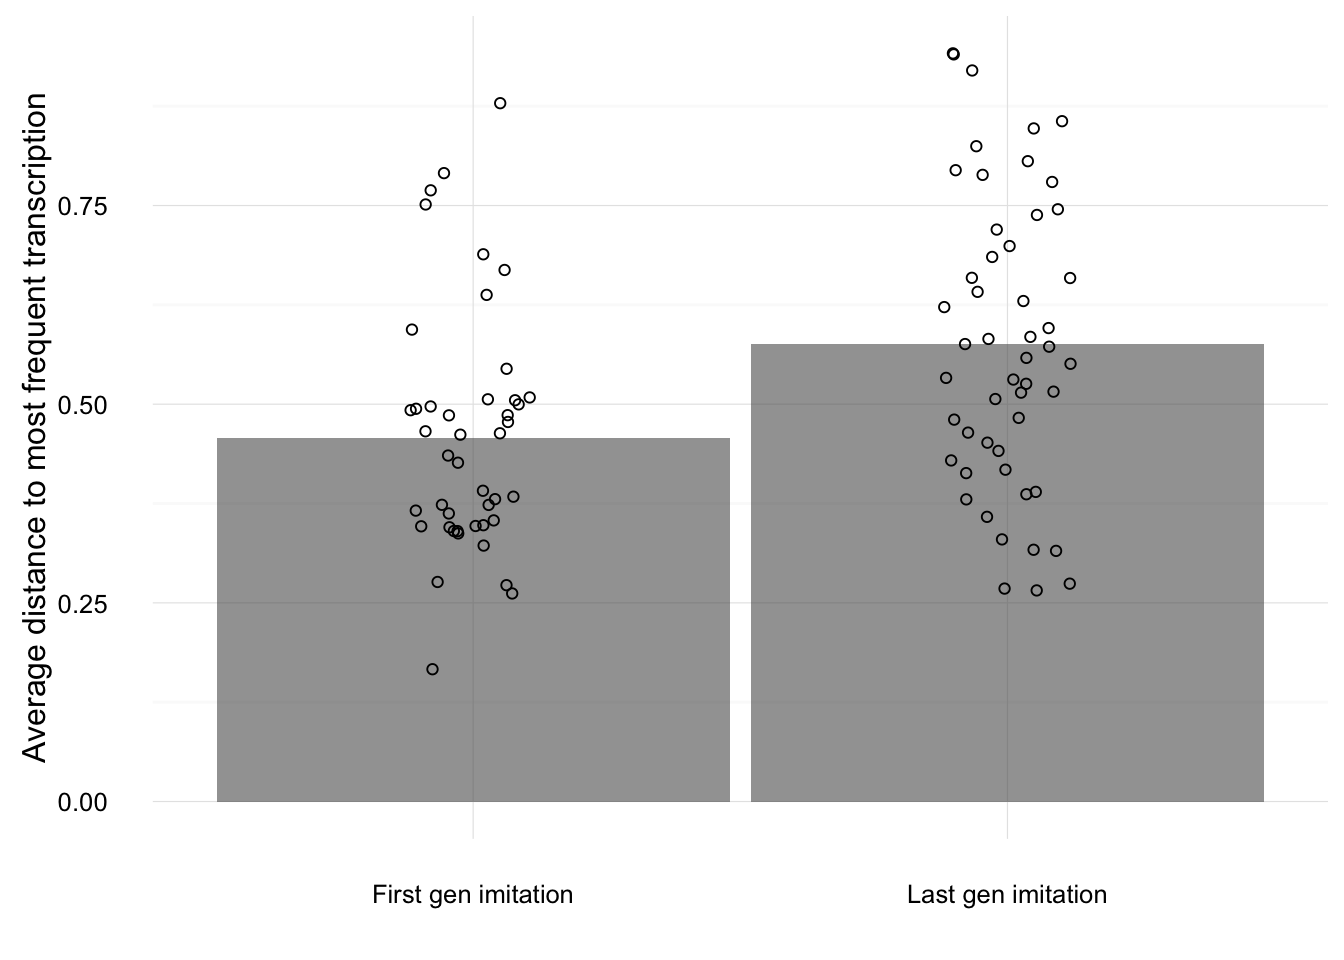 Average distance to most frequent transcription
0.75
0.50
0.25
0.00
First gen imitation
Last gen imitation